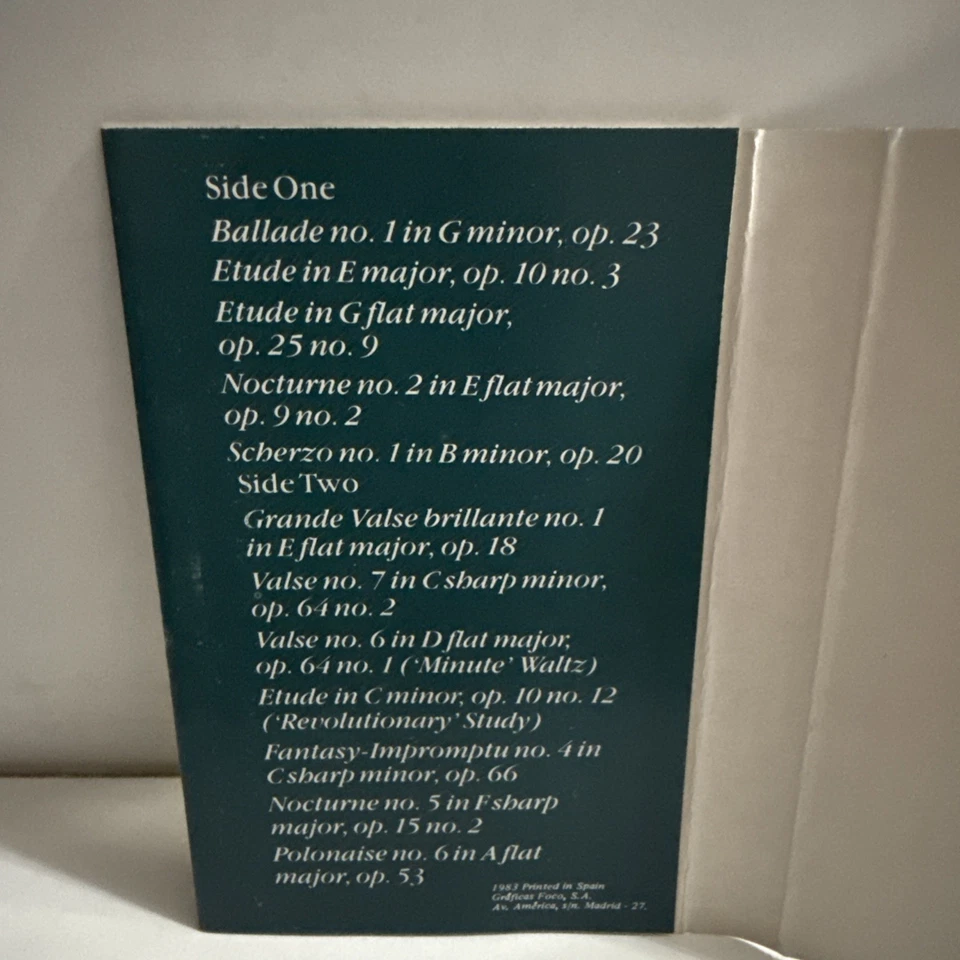 Side One
Ballade no. 1 in G minor, op. 23
Etude in E major, op. 10 no. 3
Etude in G flat major,
op. 25 no. 9
Nocturne no. 2 in E flat major,
op. 9 no. 2
Scherzo no. 1 in B minor, op. 20
Side Two
Grande Valse brillante no. 1
in E flat major, op. 18
Valse no. 7 in C sharp minor,
op. 64 no. 2
Valse no. 6 in D flat major,
op. 64 no. 1 (‘Minute’ Waltz)
Etude in C minor, op. 10 no. 12
(‘Revolutionary’ Study)
Fantasy-Impromptu no. 4 in
C sharp minor, op. 66
Nocturne no. 5 in F sharp
major, op. 15 no. 2
Polonaise no. 6 in A flat
major, op. 53
1983 Printed in Spain
Gráficas Foco, S.A.
Av. América, s/n. Madrid - 27.